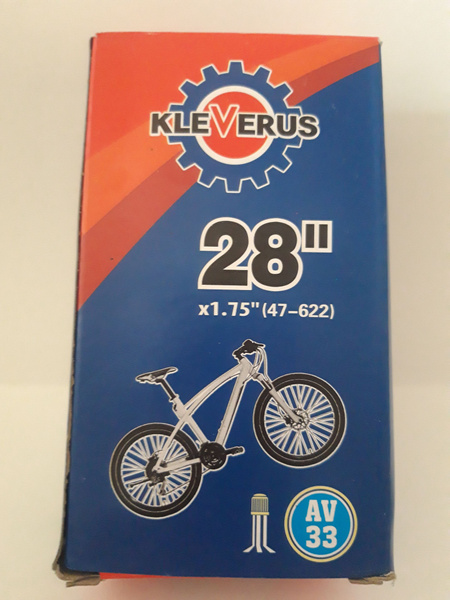 KLEVERUS
28"
x1.75" (47-622)
AV
33